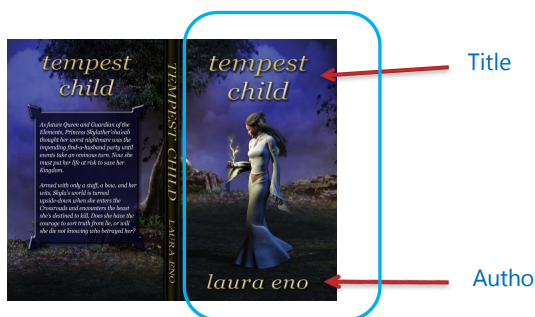 tempest
child
As future Queen and Guardian of the
Elements, Princess Skylather'cha'eah
thought her worst nightmare was the
impending find-a-husband party until
events take an ominous turn. Now she
must put her life at risk to save her
Kingdom.
Armed with only a staff, a bow, and her
wits, Skyla's world is turned
upside-down when she enters the
Crossroads and encounters the beast
she's destined to kill. Does she have the
courage to sort truth from lie, or will
she die not knowing who betrayed her?
TEMPEST CHILD LAURA ENO
tempest
child
laura eno
Title
Autho